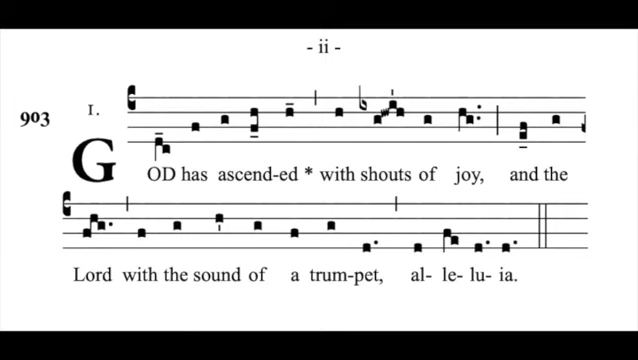 - ii -
903
I.
GOD has ascend-ed * with shouts of joy, and the
Lord with the sound of a trum-pet, al- le- lu- ia.